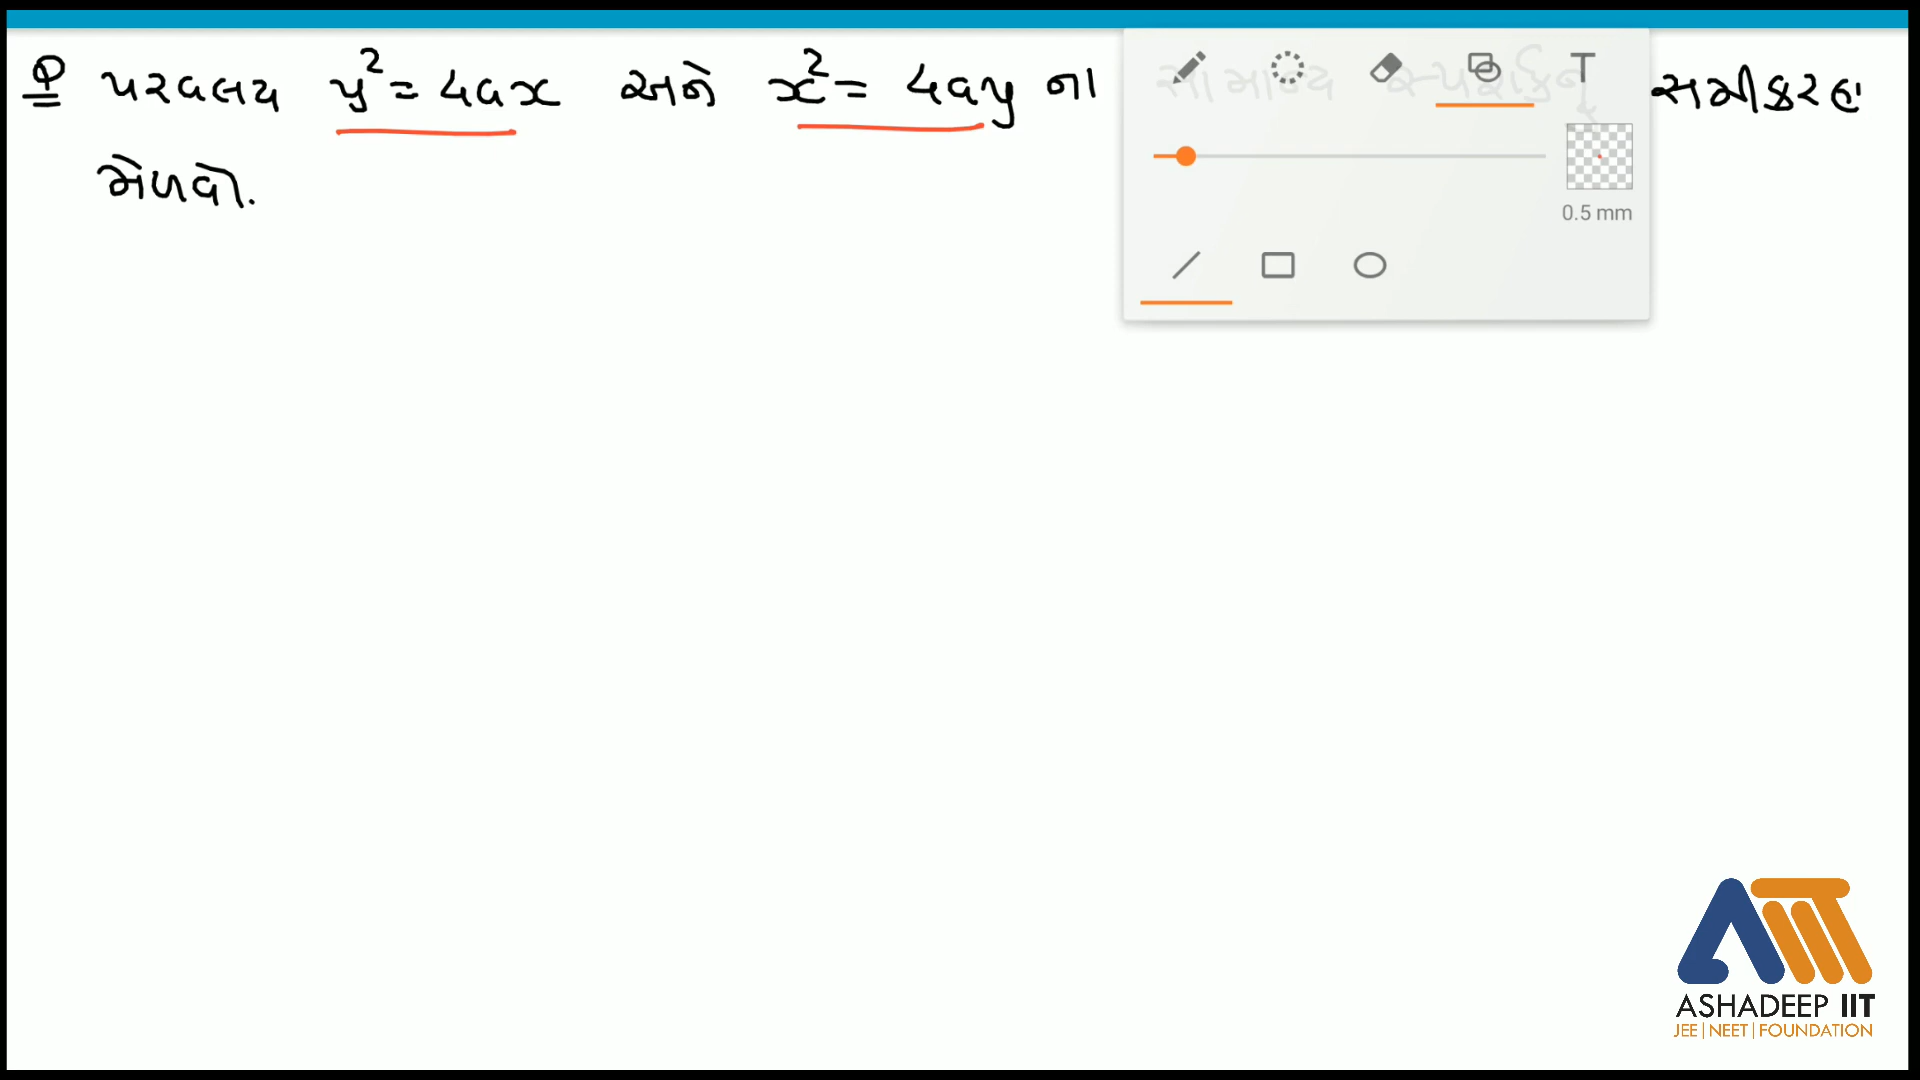 Q પરવલય y² = 4ax અને x² = 4ay ના સામાન્ય સ્પર્શકનું સમીકરણ
મેળવો.
T
0.5 mm
ASHADEEP IIT
JEE | NEET | FOUNDATION